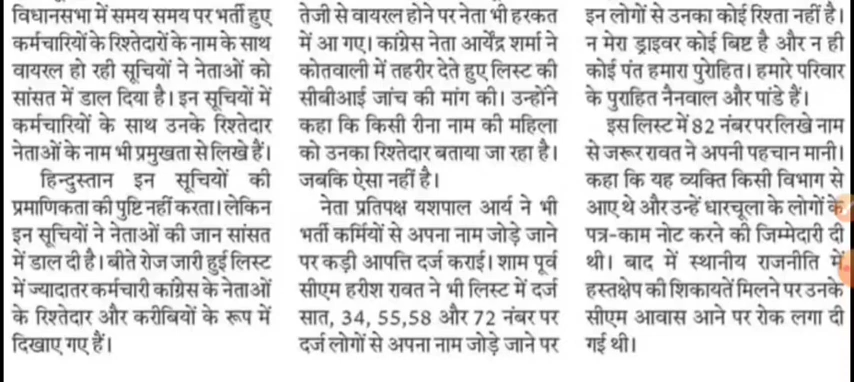 विधानसभा में समय समय पर भर्ती हुए
कर्मचारियों के रिश्तेदारों के नाम के साथ
वायरल हो रही सूचियों ने नेताओं को
सांसत में डाल दिया है। इन सूचियों में
कर्मचारियों के साथ उनके रिश्तेदार
नेताओं के नाम भी प्रमुखता से लिखे हैं।
हिन्दुस्तान इन सूचियों की
प्रमाणिकता की पुष्टि नहीं करता। लेकिन
इन सूचियों ने नेताओं की जान सांसत
में डाल दी है। बीते रोज जारी हुई लिस्ट
में ज्यादातर कर्मचारी कांग्रेस के नेताओं
के रिश्तेदार और करीबियों के रूप में
दिखाए गए हैं।
तेजी से वायरल होने पर नेता भी हरकत
में आ गए। कांग्रेस नेता आर्येंद्र शर्मा ने
कोतवाली में तहरीर देते हुए लिस्ट की
सीबीआई जांच की मांग की। उन्होंने
कहा कि किसी रीना नाम की महिला
को उनका रिश्तेदार बताया जा रहा है।
जबकि ऐसा नहीं है।
नेता प्रतिपक्ष यशपाल आर्य ने भी
भर्ती कर्मियों से अपना नाम जोड़े जाने
पर कड़ी आपत्ति दर्ज कराई। शाम पूर्व
सीएम हरीश रावत ने भी लिस्ट में दर्ज
सात, 34, 55,58 और 72 नंबर पर
दर्ज लोगों से अपना नाम जोड़े जाने पर
इन लोगों से उनका कोई रिश्ता नहीं है।
न मेरा ड्राइवर कोई बिष्ट है और न ही
कोई पंत हमारा पुरोहित। हमारे परिवार
के पुराहित नैनवाल और पांडे हैं।
इस लिस्ट में 82 नंबर पर लिखे नाम
से जरूर रावत ने अपनी पहचान मानी।
कहा कि यह व्यक्ति किसी विभाग से
आए थे और उन्हें धारचूला के लोगों के
पत्र-काम नोट करने की जिम्मेदारी दी
थी। बाद में स्थानीय राजनीति में
हस्तक्षेप की शिकायतें मिलने पर उनके
सीएम आवास आने पर रोक लगा दी
गई थी।